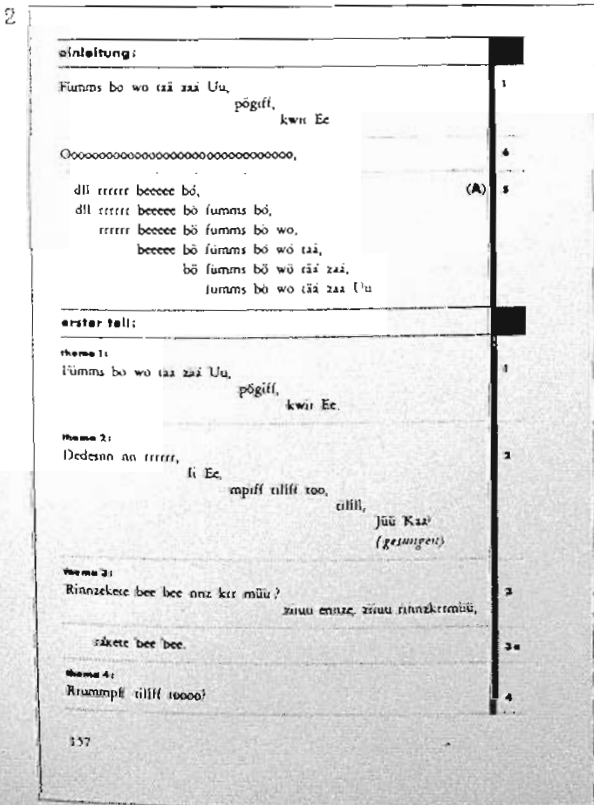 2
einleitung:
Fümms bö wö tää zää Uu, 1
pögiff,
kwii Ee
Oooooooooooooooooooooooooooooooo, 6
dll rrrrrr beeeee bö, (A) 5
dll rrrrrr beeeee bö fümms bö,
rrrrrr beeeee bö fümms bö wö,
beeeee bö fümms bö wö tää,
bö fümms bö wö tää zää,
fümms bö wö tää zää Uu
erster teil:
thema 1:
Fümms bö wö tää zää Uu, 1
pögiff,
kwii Ee.
thema 2:
Dedesnn nn rrrrrr, 2
Ii Ee,
mpiff tilliff too,
tillll,
Jüü Kaa?
(gesungen)
thema 3:
Rinnzekete bee bee nnz krr müü? 3
ziiuu ennze, ziiuu rinnzkrrmüü,
rakete bee bee. 3a
thema 4:
Rrummpff tillff toooo? 4
157